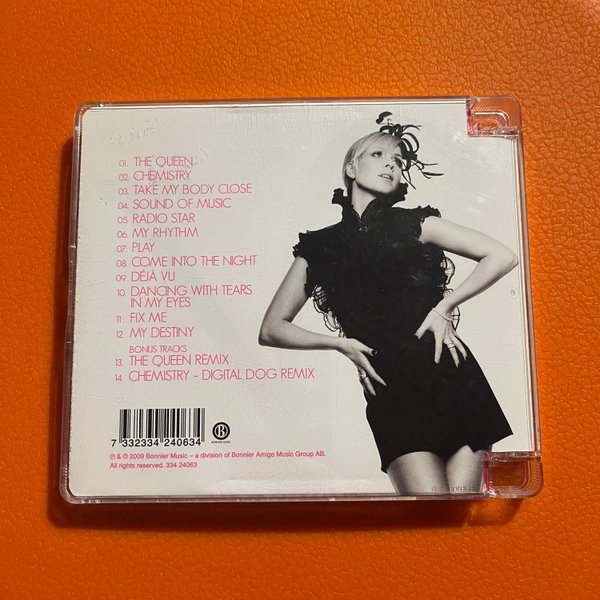 01. THE QUEEN
02. CHEMISTRY
03. TAKE MY BODY CLOSE
04. SOUND OF MUSIC
05. RADIO STAR
06. MY RHYTHM
07. PLAY
08. COME INTO THE NIGHT
09. DÉJÀ VU
10. DANCING WITH TEARS
IN MY EYES
11. FIX ME
12. MY DESTINY
BONUS TRACKS
13. THE QUEEN REMIX
14. CHEMISTRY – DIGITAL DOG REMIX
7 332334 240634
B
BONNIER MUSIC
℗ & © 2009 Bonnier Music – a division of Bonnier Amigo Music Group AB.
All rights reserved. 334 24063